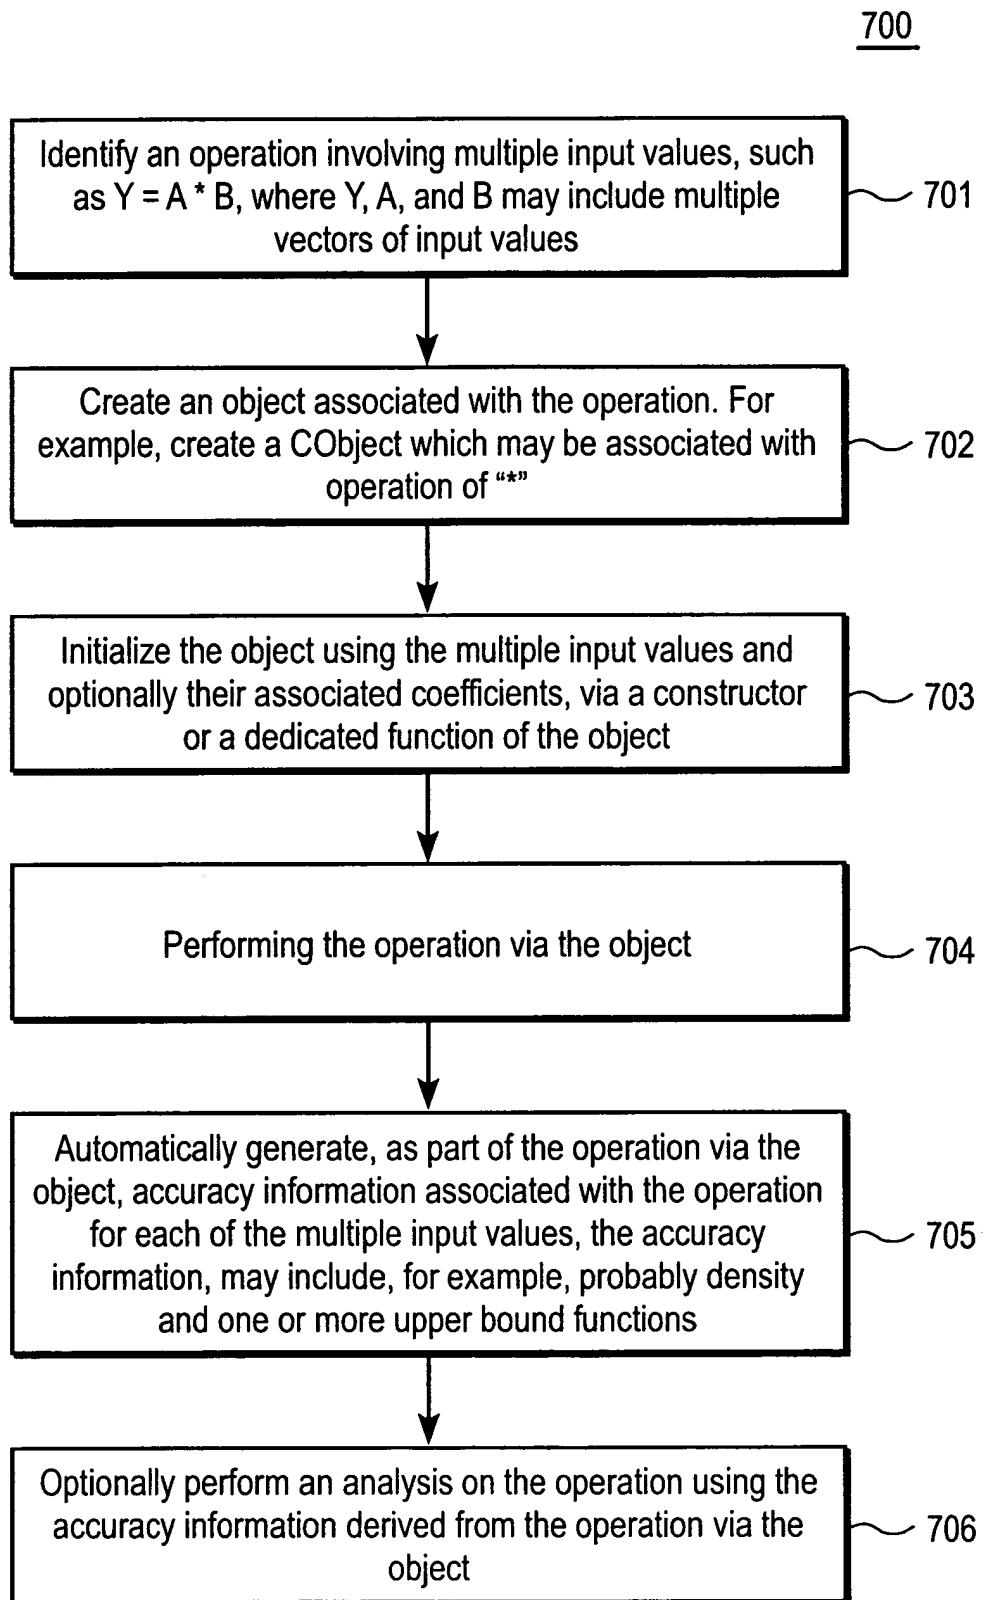 700
Identify an operation involving multiple input values, such
as Y = A * B, where Y, A, and B may include multiple
vectors of input values
701
Create an object associated with the operation. For
example, create a CObject which may be associated with
operation of “*”
702
Initialize the object using the multiple input values and
optionally their associated coefficients, via a constructor
or a dedicated function of the object
703
Performing the operation via the object
704
Automatically generate, as part of the operation via the
object, accuracy information associated with the operation
for each of the multiple input values, the accuracy
information, may include, for example, probably density
and one or more upper bound functions
705
Optionally perform an analysis on the operation using the
accuracy information derived from the operation via the
object
706